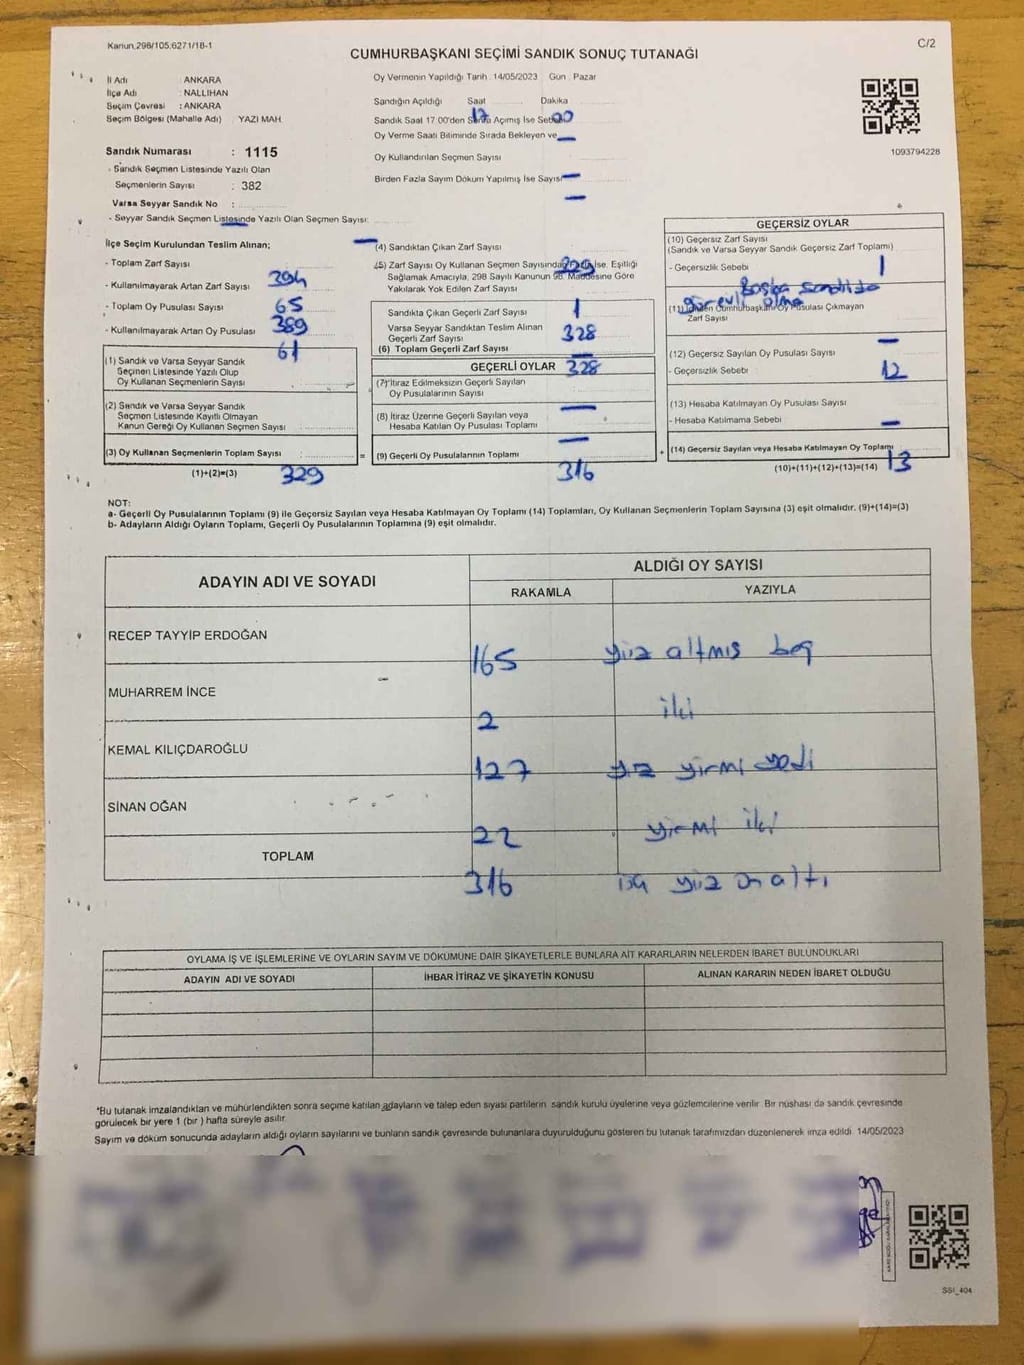 Kanun.298/105.6271/18-1
C/2
CUMHURBAŞKANI SEÇİMİ SANDIK SONUÇ TUTANAĞI
İl Adı : ANKARA
İlçe Adı : NALLIHAN
Seçim Çevresi : ANKARA
Seçim Bölgesi (Mahalle Adı) : YAZI MAH.
Oy Vermenin Yapıldığı Tarih : 14/05/2023 Gün : Pazar
Sandığın Açıldığı Saat 17 Dakika 00
Sandık Saat 17.00'den Sonra Açımış İse
Oy Verme Saati Bitiminde Sırada Bekleyen ve —
Oy Kullandırılan Seçmen Sayısı
Birden Fazla Sayım Döküm Yapılmış İse Sayısı —
—
1093794228
Sandık Numarası : 1115
- Sandık Seçmen Listesinde Yazılı Olan
Seçmenlerin Sayısı : 382
Varsa Seyyar Sandık No :
- Seyyar Sandık Seçmen Listesinde Yazılı Olan Seçmen Sayısı:
İlçe Seçim Kurulundan Teslim Alınan;
- Toplam Zarf Sayısı
- Kullanılmayarak Artan Zarf Sayısı 394
- Toplam Oy Pusulası Sayısı 65
- Kullanılmayarak Artan Oy Pusulası 389
61
(1) Sandık ve Varsa Seyyar Sandık
Seçmen Listesinde Yazılı Olup
Oy Kullanan Seçmenlerin Sayısı
(2) Sandık ve Varsa Seyyar Sandık
Seçmen Listesinde Kayıtlı Olmayan
Kanun Gereği Oy Kullanan Seçmen Sayısı
(3) Oy Kullanan Seçmenlerin Toplam Sayısı =
(1)+(2)=(3) 329
(4) Sandıktan Çıkan Zarf Sayısı
(5) Zarf Sayısı Oy Kullanan Seçmen Sayısından Fazla İse, Eşitliği 329
Sağlamak Amacıyla, 298 Sayılı Kanunun 98. Maddesine Göre
Yakılarak Yok Edilen Zarf Sayısı
Sandıkta Çıkan Geçerli Zarf Sayısı 1
Varsa Seyyar Sandıktan Teslim Alınan
Geçerli Zarf Sayısı 328
(6) Toplam Geçerli Zarf Sayısı —
GEÇERLİ OYLAR 328
(7) İtiraz Edilmeksizin Geçerli Sayılan
Oy Pusulalarının Sayısı
—
(8) İtiraz Üzerine Geçerli Sayılan veya
Hesaba Katılan Oy Pusulası Toplamı
—
(9) Geçerli Oy Pusulalarının Toplamı +
316
GEÇERSİZ OYLAR
(10) Geçersiz Zarf Sayısı
(Sandık ve Varsa Seyyar Sandık Geçersiz Zarf Toplamı)
- Geçersizlik Sebebi 1
Başka sandıkta
görevli olma
(11) İçinden Cumhurbaşkanı Oy Pusulası Çıkmayan
Zarf Sayısı
—
(12) Geçersiz Sayılan Oy Pusulası Sayısı
- Geçersizlik Sebebi 12
(13) Hesaba Katılmayan Oy Pusulası Sayısı
- Hesaba Katılmama Sebebi —
(14) Geçersiz Sayılan veya Hesaba Katılmayan Oy Toplamı
(10)+(11)+(12)+(13)=(14) 13
NOT:
a- Geçerli Oy Pusulalarının Toplamı (9) ile Geçersiz Sayılan veya Hesaba Katılmayan Oy Toplamı (14) Toplamları, Oy Kullanan Seçmenlerin Toplam Sayısına (3) eşit olmalıdır. (9)+(14)=(3)
b- Adayların Aldığı Oyların Toplamı, Geçerli Oy Pusulalarının Toplamına (9) eşit olmalıdır.
ADAYIN ADI VE SOYADI
ALDIĞI OY SAYISI
RAKAMLA YAZIYLA
RECEP TAYYİP ERDOĞAN
165 yüz altmış beş
MUHARREM İNCE
2 iki
KEMAL KILIÇDAROĞLU
127 yüz yirmi yedi
SİNAN OĞAN
22 yirmi iki
TOPLAM
316 üç yüz on altı
OYLAMA İŞ VE İŞLEMLERİNE VE OYLARIN SAYIM VE DÖKÜMÜNE DAİR ŞİKAYETLERLE BUNLARA AİT KARARLARIN NELERDEN İBARET BULUNDUKLARI
ADAYIN ADI VE SOYADI İHBAR İTİRAZ VE ŞİKAYETİN KONUSU ALINAN KARARIN NEDEN İBARET OLDUĞU
*Bu tutanak imzalandıktan ve mühürlendikten sonra seçime katılan adayların ve talep eden siyasi partilerin sandık kurulu üyelerine veya gözlemcilerine verilir. Bir nüshası da sandık çevresinde
görülecek bir yere 1 (bir) hafta süreyle asılır.
Sayım ve döküm sonucunda adayların aldığı oyların sayılarını ve bunların sandık çevresinde bulunanlara duyurulduğunu gösteren bu tutanak tarafımızdan düzenlenerek imza edildi. 14/05/2023
SSI_404